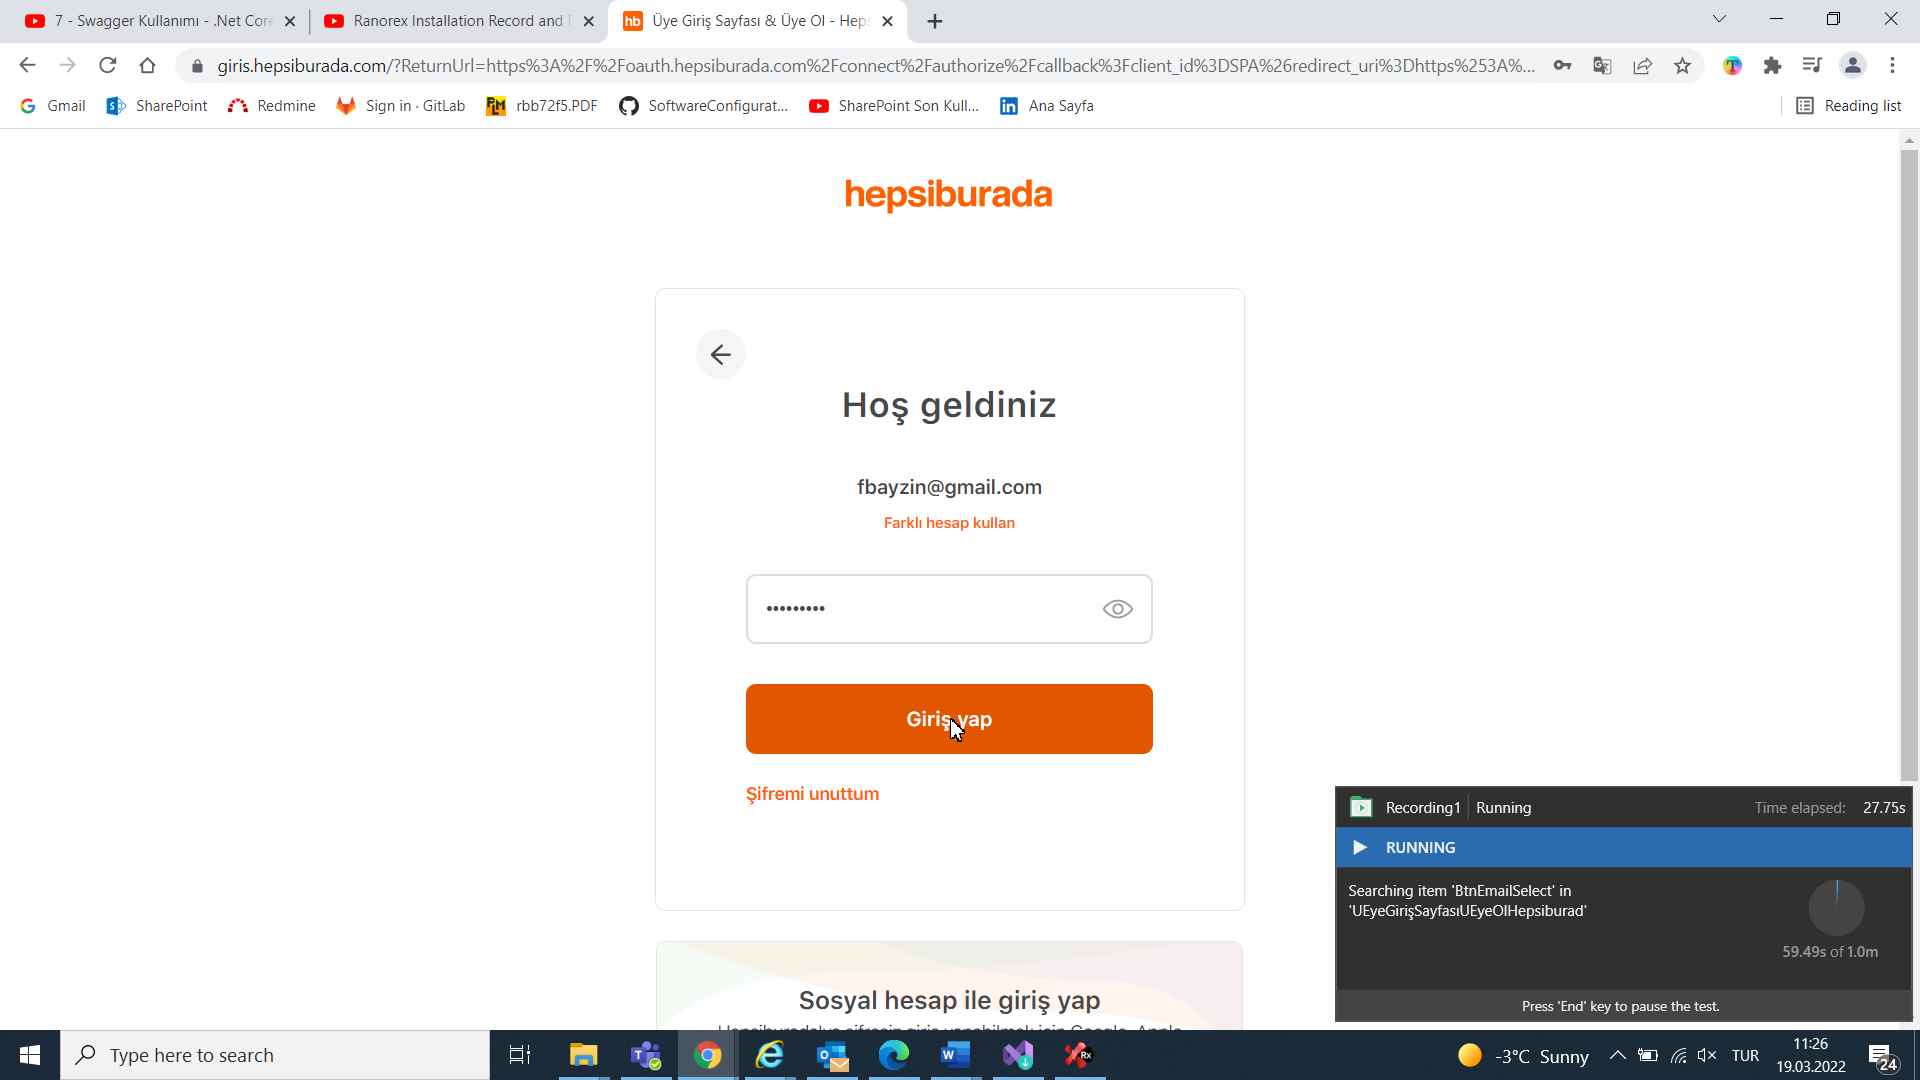 7 - Swagger Kullanımı - .Net Core
Ranorex Installation Record and
Üye Giriş Sayfası & Üye Ol - Heps
giris.hepsiburada.com/?ReturnUrl=https%3A%2F%2Foauth.hepsiburada.com%2Fconnect%2Fauthorize%2Fcallback%3Fclient_id%3DSPA%26redirect_uri%3Dhttps%253A%...
Gmail
SharePoint
Redmine
Sign in · GitLab
rbb72f5.PDF
SoftwareConfigurat...
SharePoint Son Kull...
Ana Sayfa
Reading list
hepsiburada
Hoş geldiniz
fbayzin@gmail.com
Farklı hesap kullan
•••••••••
Giriş yap
Şifremi unuttum
Sosyal hesap ile giriş yap
Recording1 Running Time elapsed: 27.75s
RUNNING
Searching item 'BtnEmailSelect' in
'UEyeGirişSayfasıUEyeOlHepsiburad'
59.49s of 1.0m
Press 'End' key to pause the test.
Type here to search
-3°C Sunny
TUR
11:26
19.03.2022
24